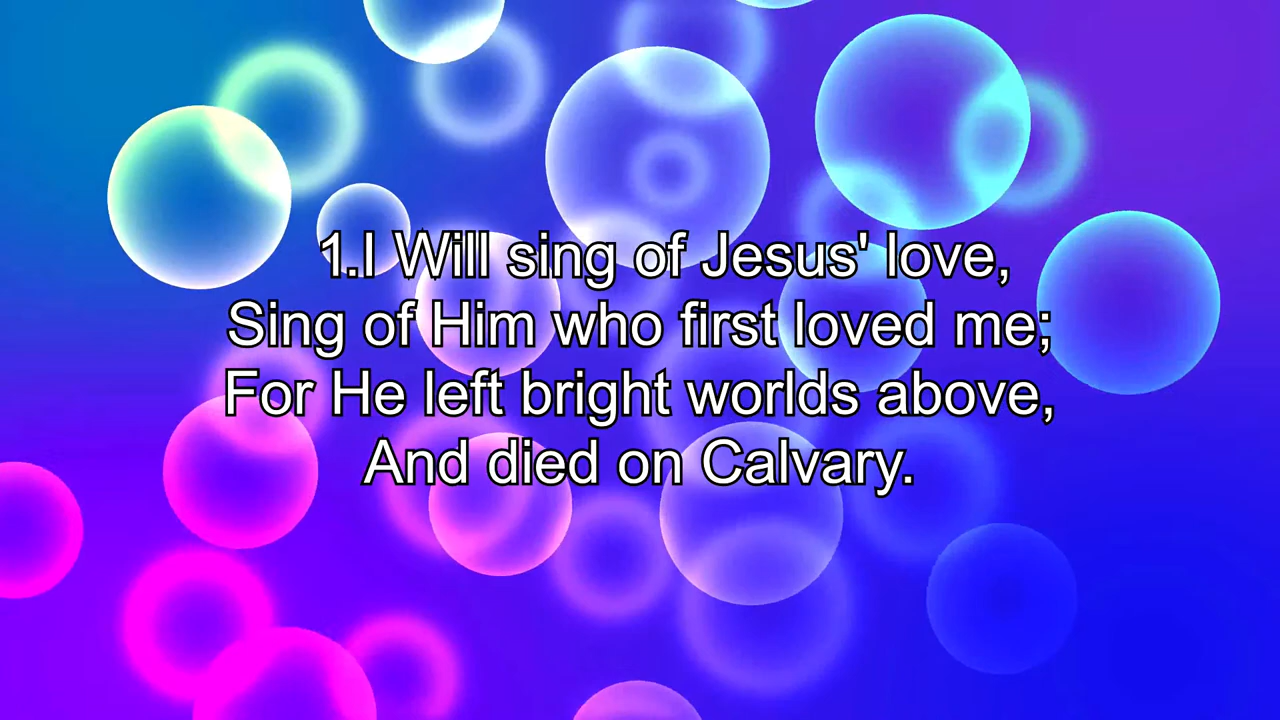 1.I Will sing of Jesus' love,
Sing of Him who first loved me;
For He left bright worlds above,
And died on Calvary.